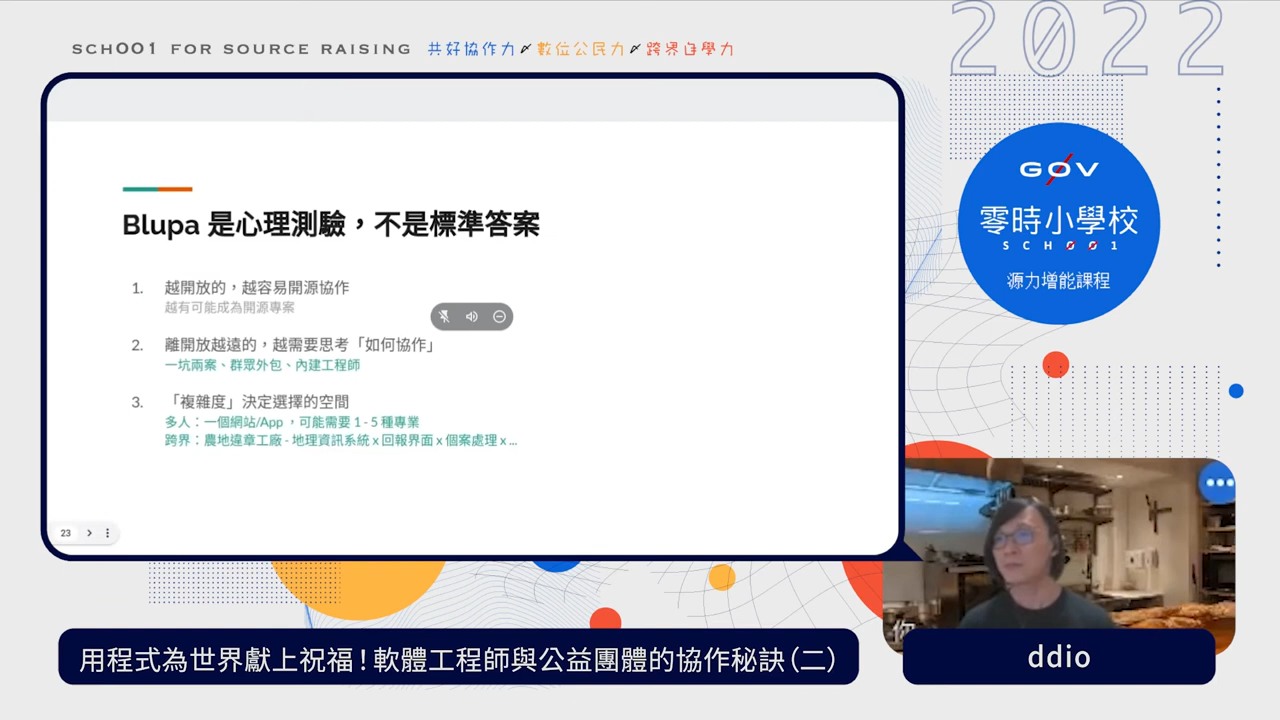 SCHOO1 FOR SOURCE RAISING 共好協作力 數位公民力 跨界自學力
2022
GØV
零時小學校
SCHØØ1
源力增能課程
Blupa 是心理測驗，不是標準答案
1. 越開放的，越容易開源協作
越有可能成為開源專案
2. 離開放越遠的，越需要思考「如何協作」
一坑兩案、群眾外包、內建工程師
3. 「複雜度」決定選擇的空間
多人：一個網站/App ，可能需要 1 - 5 種專業
跨界：農地違章工廠 - 地理資訊系統 x 回報界面 x 個案處理 x ...
23
你
用程式為世界獻上祝福！軟體工程師與公益團體的協作秘訣（二）
ddio